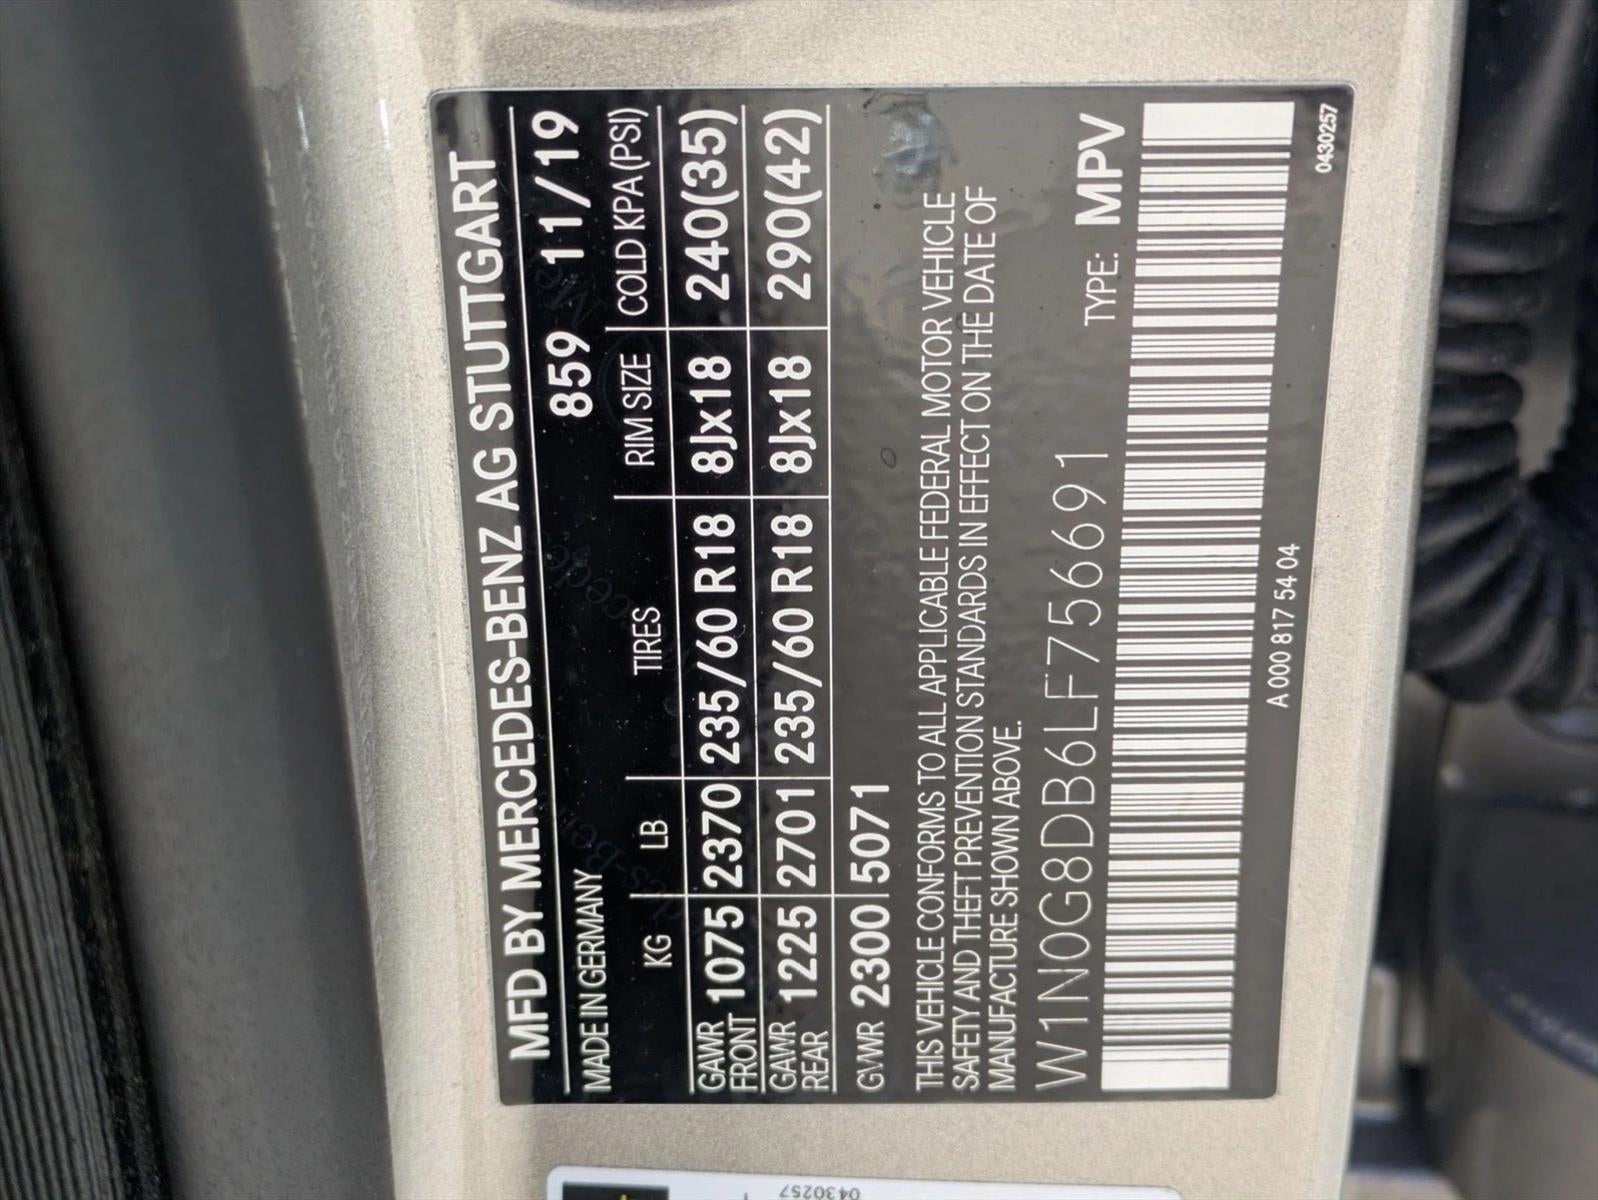 MFD BY MERCEDES-BENZ AG STUTTGART
859 11/19
MADE IN GERMANY
KG LB TIRES RIM SIZE COLD KPA (PSI)
GAWR FRONT 1075 2370 235/60 R18 8Jx18 240(35)
GAWR REAR 1225 2701 235/60 R18 8Jx18 290(42)
GVWR 2300 5071
THIS VEHICLE CONFORMS TO ALL APPLICABLE FEDERAL MOTOR VEHICLE
SAFETY AND THEFT PREVENTION STANDARDS IN EFFECT ON THE DATE OF
MANUFACTURE SHOWN ABOVE.
TYPE: MPV
W1N0G8DB6LF756691
A 000 817 54 04
0430257
0430257